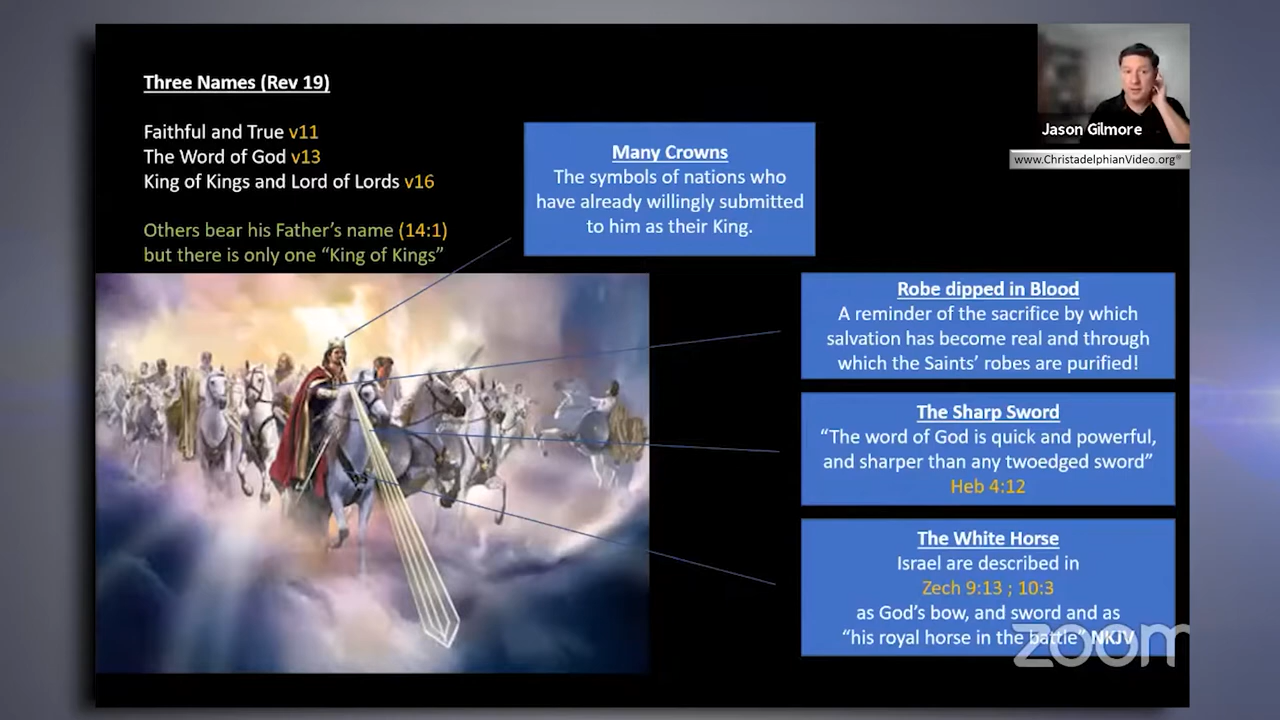 Three Names (Rev 19)
Faithful and True v11
The Word of God v13
King of Kings and Lord of Lords v16
Others bear his Father's name (14:1)
but there is only one “King of Kings”
Many Crowns
The symbols of nations who
have already willingly submitted
to him as their King.
Jason Gilmore
www.ChristadelphianVideo.org®
Robe dipped in Blood
A reminder of the sacrifice by which
salvation has become real and through
which the Saints' robes are purified!
The Sharp Sword
“The word of God is quick and powerful,
and sharper than any twoedged sword”
Heb 4:12
The White Horse
Israel are described in
Zech 9:13 ; 10:3
as God's bow, and sword and as
“his royal horse in the battle” NKJV
zoom